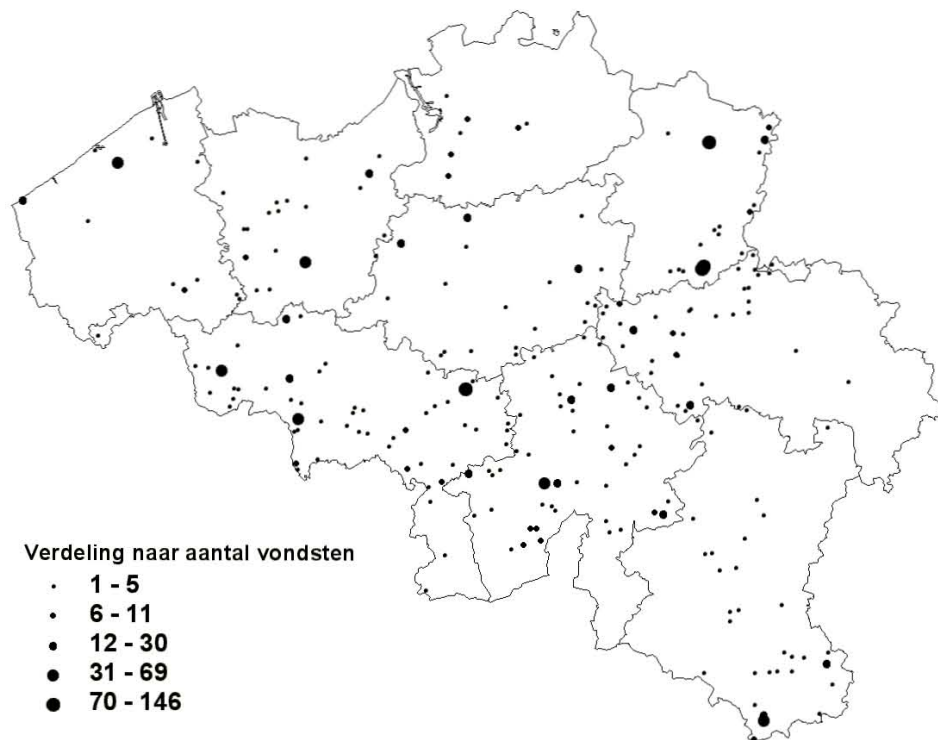 Verdeling naar aantal vondsten
1 - 5
6 - 11
12 - 30
31 - 69
70 - 146